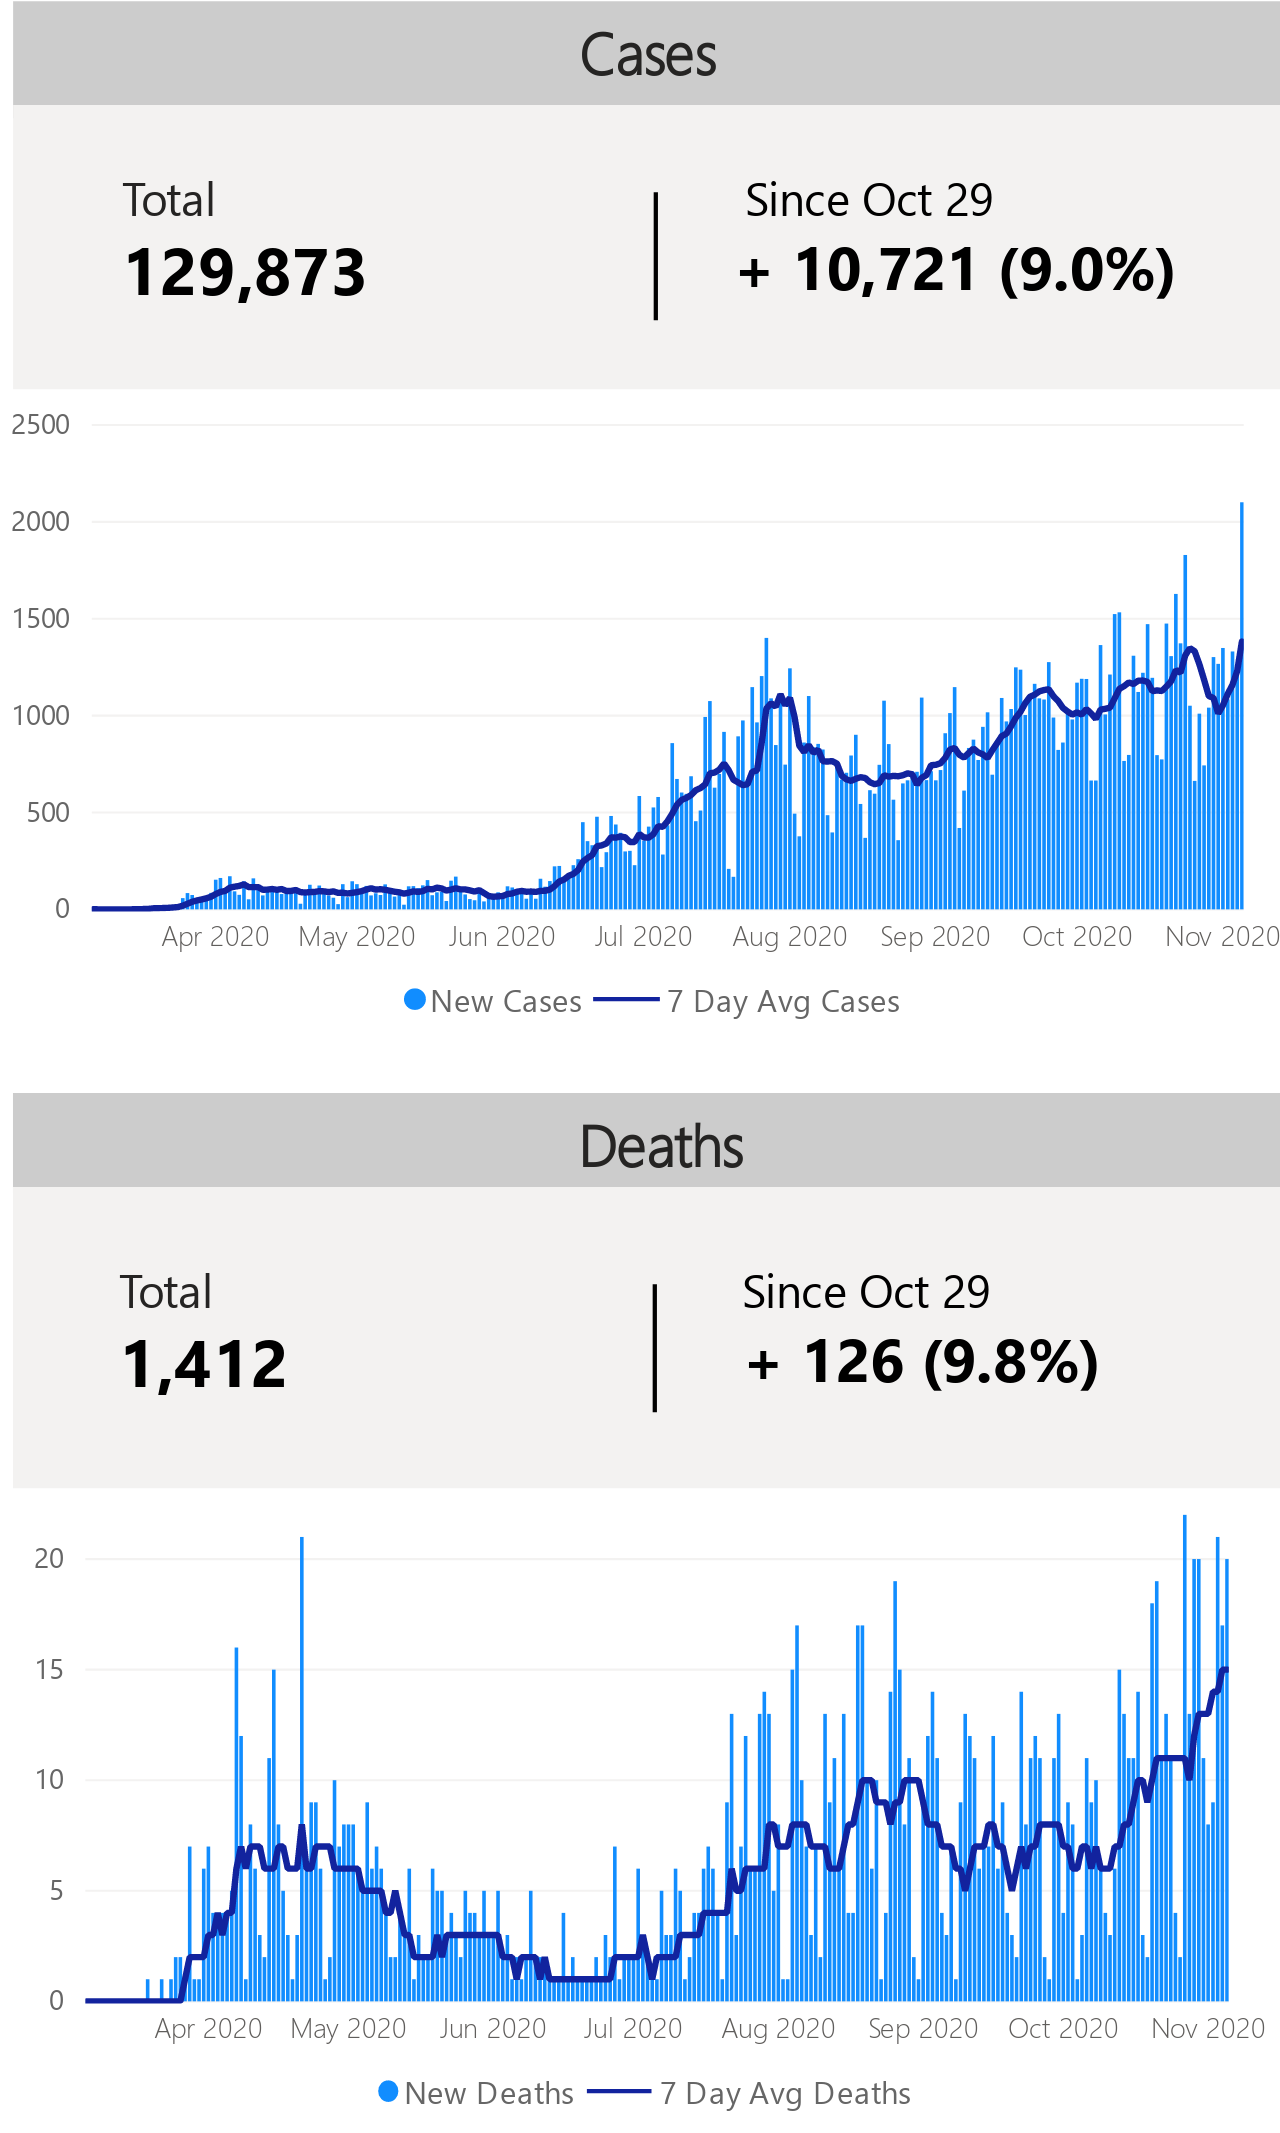 Cases
Total
Since Oct 29
129,873
+ 10,721 (9.0%)
2500
2000
1500
1000
500
0
Apr 2020 May 2020 Jun 2020 Jul 2020 Aug 2020 Sep 2020 Oct 2020 Nov 2020
New Cases 7 Day Avg Cases
Deaths
Total
Since Oct 29
1,412
+ 126 (9.8%)
20
15
10
5
0
Apr 2020 May 2020 Jun 2020 Jul 2020 Aug 2020 Sep 2020 Oct 2020 Nov 2020
New Deaths 7 Day Avg Deaths